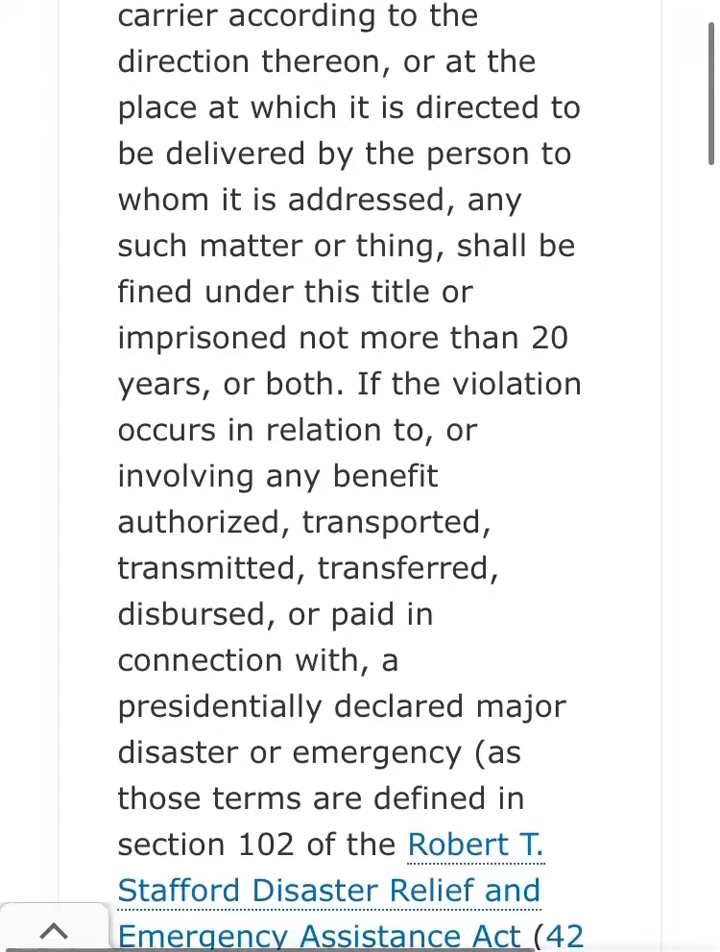 carrier according to the
direction thereon, or at the
place at which it is directed to
be delivered by the person to
whom it is addressed, any
such matter or thing, shall be
fined under this title or
imprisoned not more than 20
years, or both. If the violation
occurs in relation to, or
involving any benefit
authorized, transported,
transmitted, transferred,
disbursed, or paid in
connection with, a
presidentially declared major
disaster or emergency (as
those terms are defined in
section 102 of the Robert T.
Stafford Disaster Relief and
Emergency Assistance Act (42